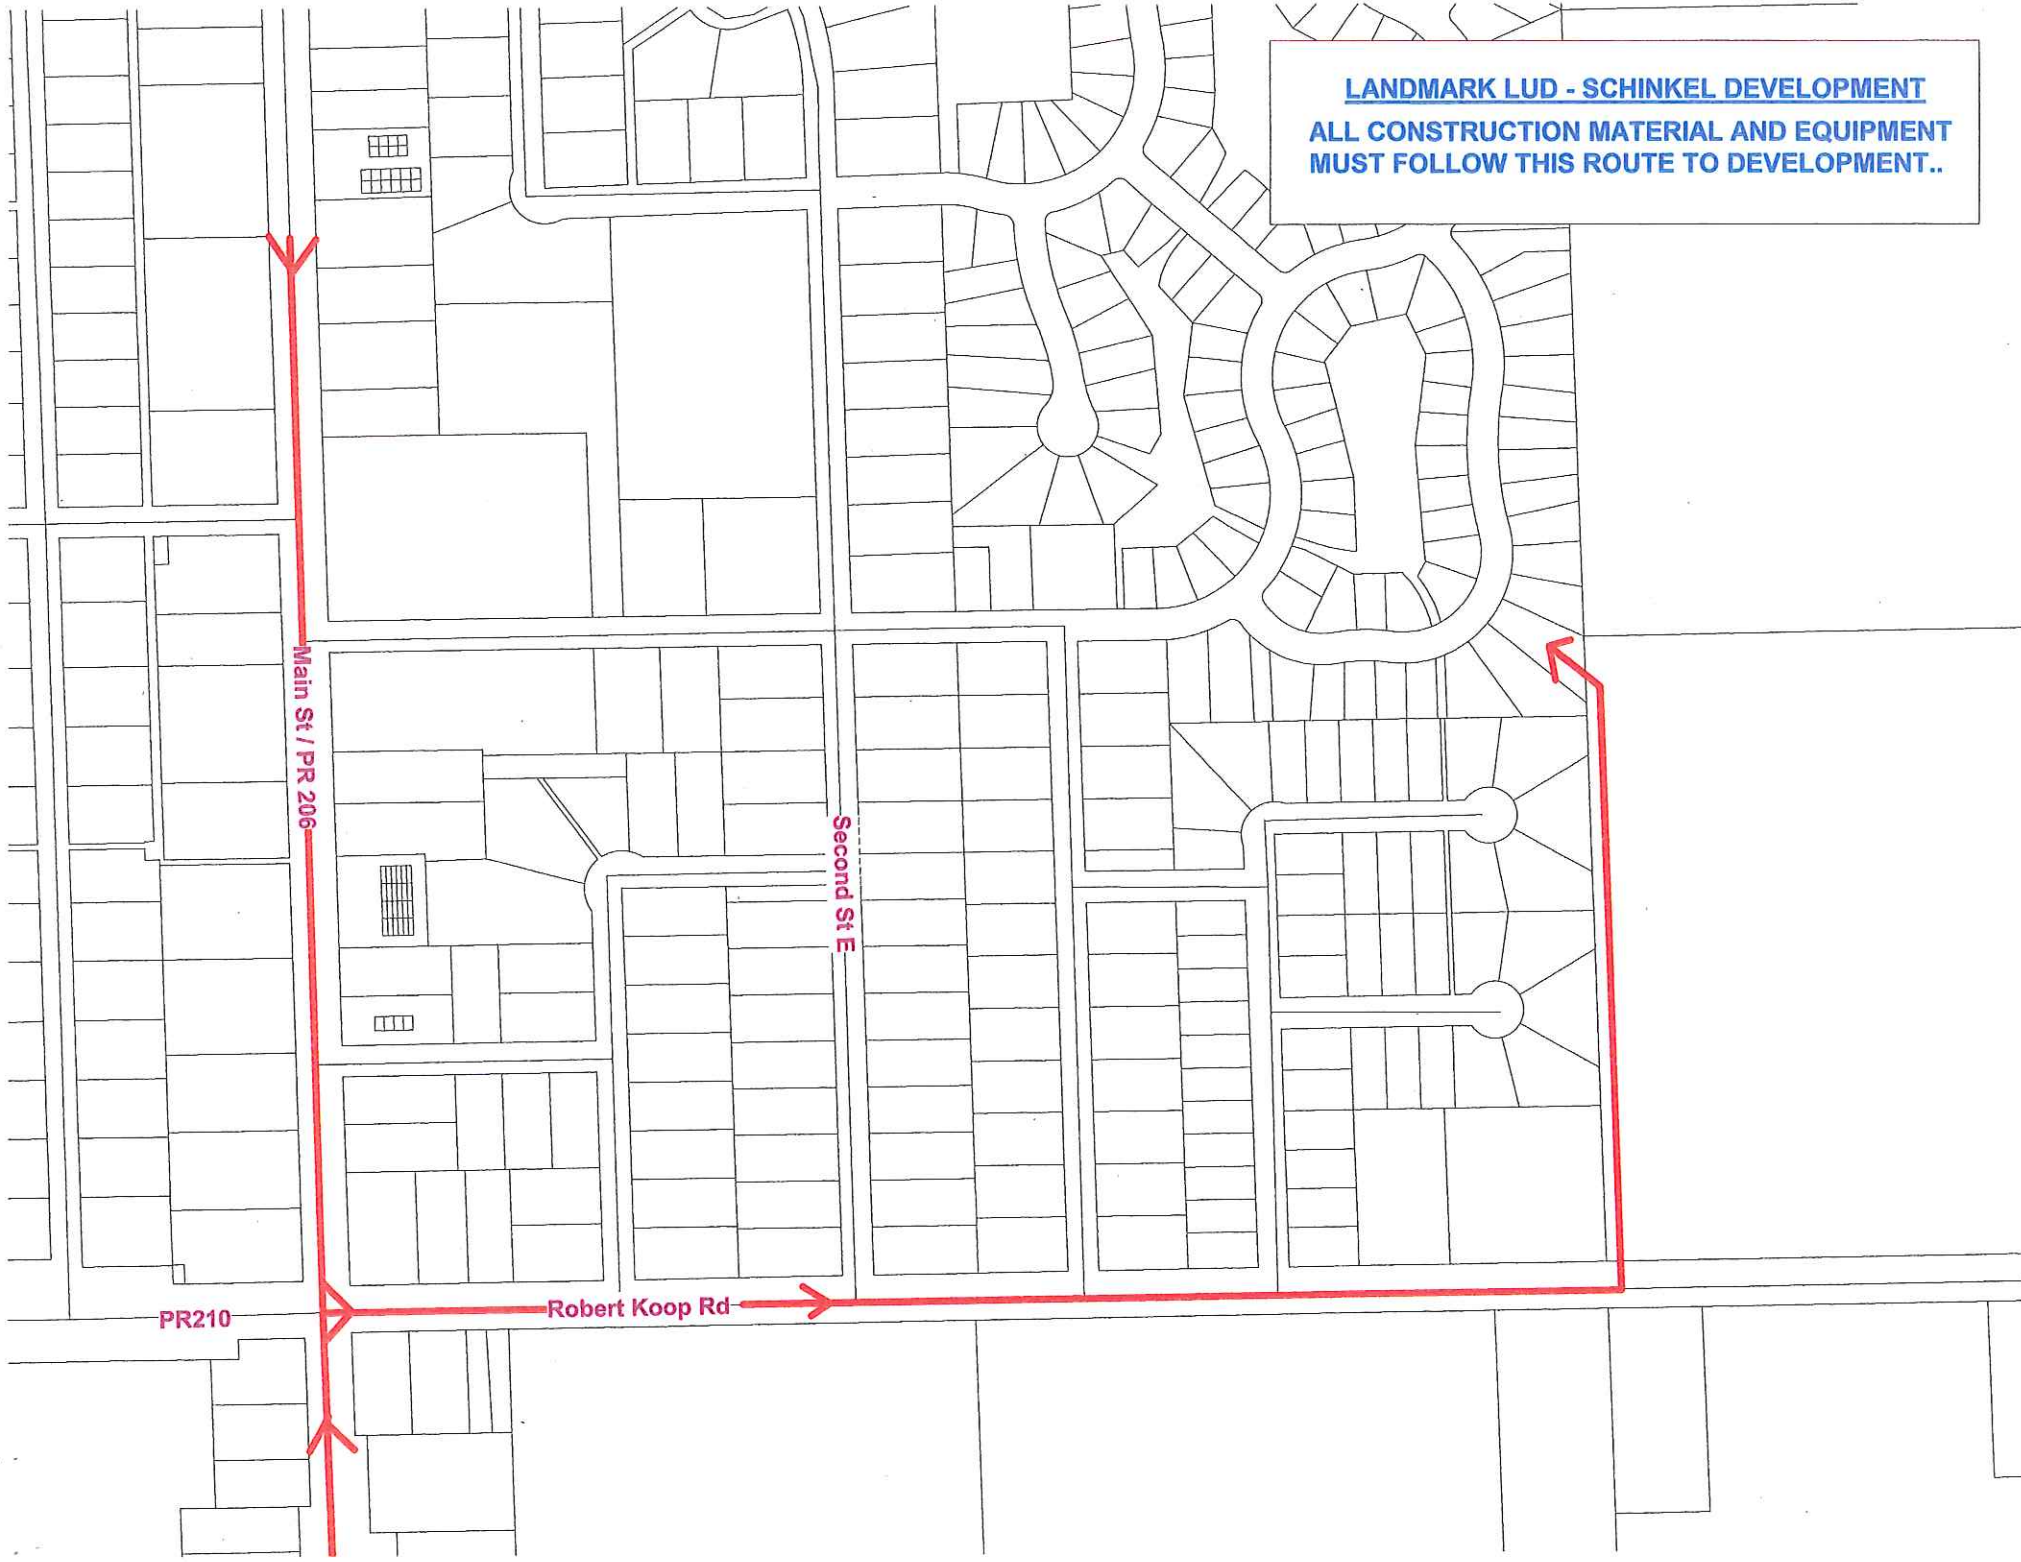 LANDMARK LUD - SCHINKEL DEVELOPMENT
ALL CONSTRUCTION MATERIAL AND EQUIPMENT
MUST FOLLOW THIS ROUTE TO DEVELOPMENT..
Main St / PR 206
Second St E
PR210
Robert Koop Rd